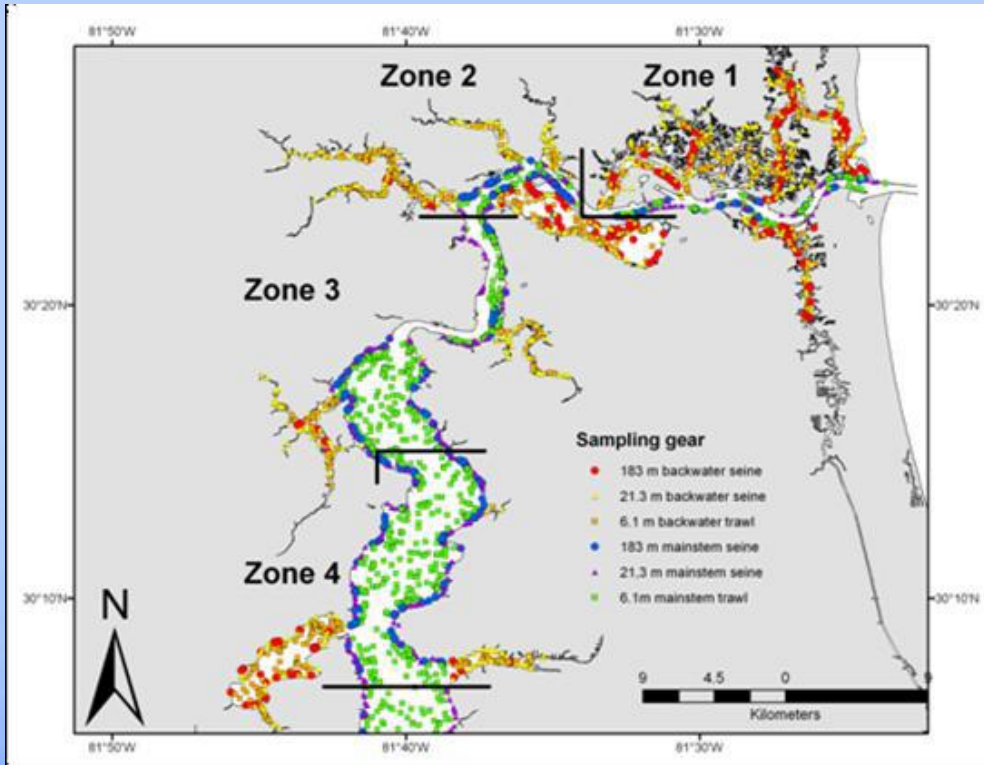 81°50'W 81°40'W 81°30'W
Zone 2 Zone 1
Zone 3
30°20'N 30°20'N
Sampling gear
183 m backwater seine
21.3 m backwater seine
6.1 m backwater trawl
183 m mainstem seine
21.3 m mainstem seine
6.1m mainstem trawl
Zone 4
30°10'N 30°10'N
N
9 4.5 0 9
Kilometers
81°50'W 81°40'W 81°30'W